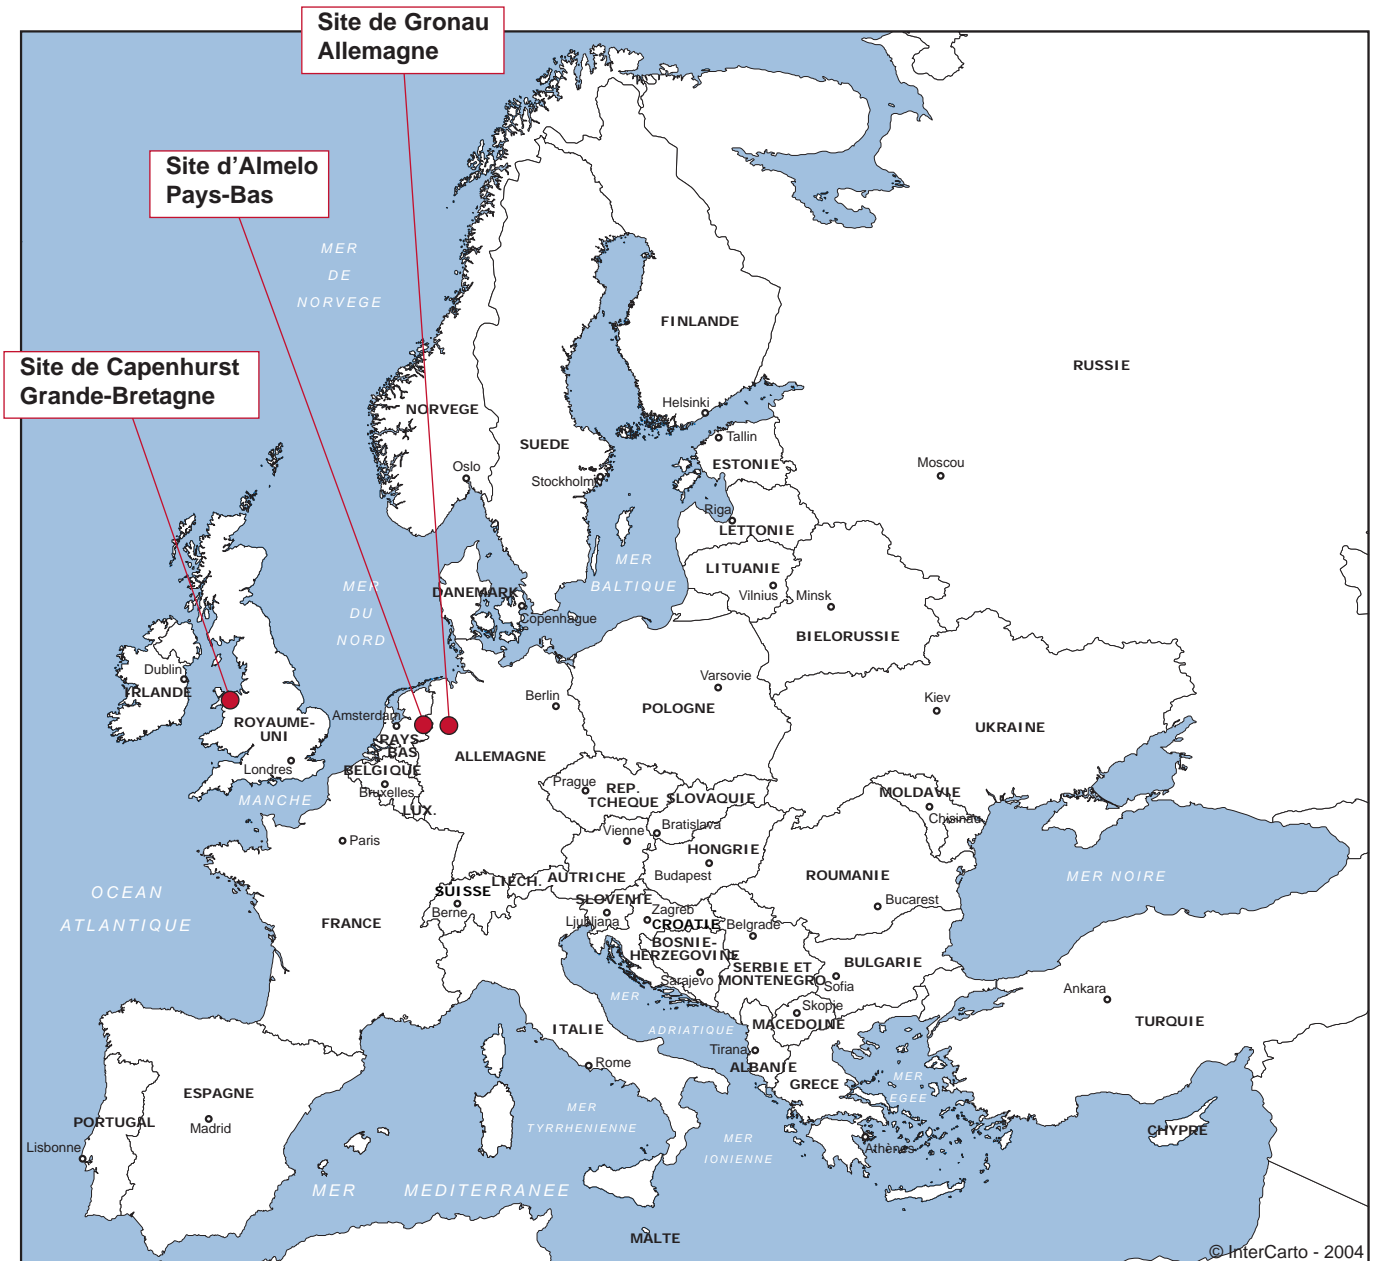 Site de Gronau
Allemagne
Site d'Almelo
Pays-Bas
MER
DE
NORVEGE
FINLANDE
Site de Capenhurst
Grande-Bretagne
RUSSIE
NORVEGE
Helsinki
Tallin
SUEDE
ESTONIE
Moscou
Oslo
Stockholm
Riga
LETTONIE
MER
BALTIQUE
LITUANIE
Vilnius
Minsk
MER
DU
NORD
DANEMARK
Copenhague
BIELORUSSIE
Dublin
IRLANDE
Varsovie
POLOGNE
Berlin
Kiev
UKRAINE
ROYAUME-
UNI
Amsterdam
PAYS-
BAS
ALLEMAGNE
Londres
BELGIQUE
Bruxelles
LUX.
MANCHE
Prague
REP.
TCHEQUE
SLOVAQUIE
MOLDAVIE
Chisinau
Paris
Vienne
Bratislava
HONGRIE
Budapest
ROUMANIE
MER NOIRE
OCEAN
ATLANTIQUE
SUISSE
Berne
LIECH.
AUTRICHE
SLOVENIE
Ljubljana
Zagreb
CROATIE
Belgrade
Bucarest
FRANCE
BOSNIE-
HERZEGOVINE
Sarajevo
SERBIE ET
MONTENEGRO
BULGARIE
Sofia
Ankara
MER
ADRIATIQUE
Skopje
MACEDOINE
TURQUIE
ITALIE
Rome
Tirana
ALBANIE
GRECE
MER
EGEE
ESPAGNE
Madrid
PORTUGAL
Lisbonne
MER
TYRRHENIENNE
MER
IONIENNE
Athènes
CHYPRE
MER MEDITERRANEE
MALTE
© InterCarto - 2004